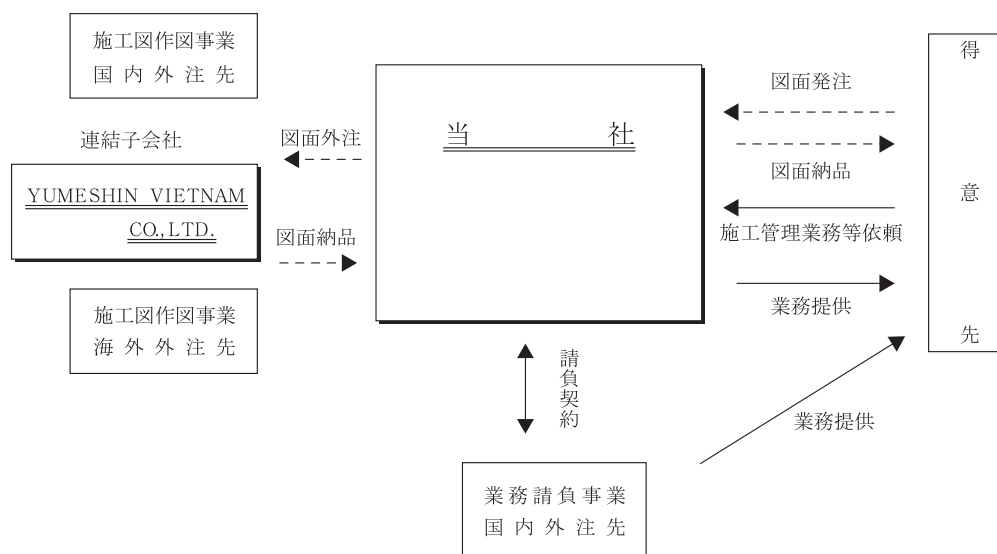 施工図作図事業
国内外注先
連結子会社
YUMESHIN VIETNAM
CO.,LTD.
施工図作図事業
海外外注先
図面外注
図面納品
当社
図面発注
図面納品
施工管理業務等依頼
業務提供
得意先
請負契約
業務提供
業務請負事業
国内外注先